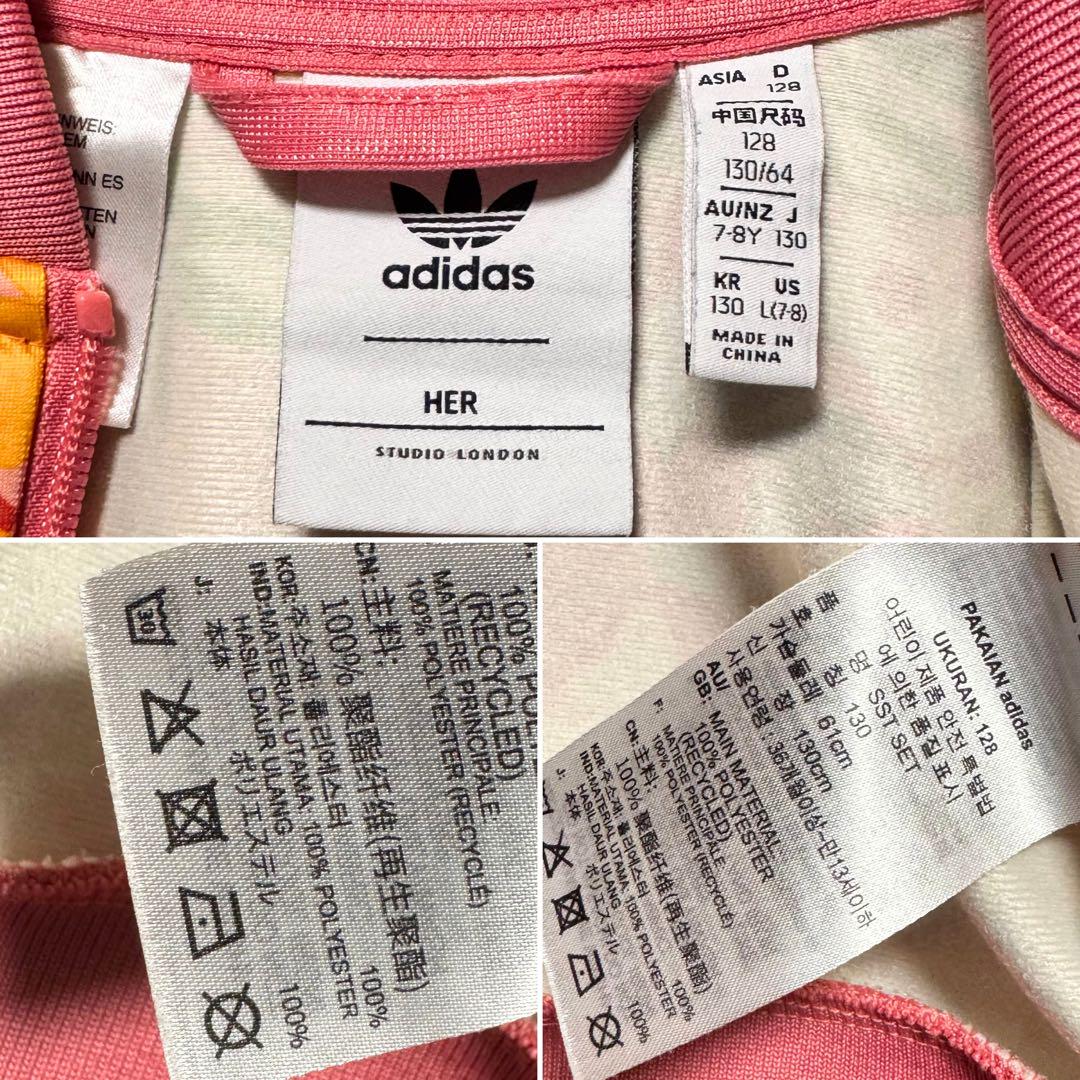 INWEIS:
EM
NN ES
TEN
N
adidas
HER
STUDIO LONDON
ASIA D
128
中国尺码
128
130/64
AU/NZ J
7-8Y 130
KR US
130 L(7-8)
MADE IN
CHINA
(RECYCLED)
MATIERE PRINCIPALE
100% POLYESTER (RECYCLE)
CN: 主料:
100% 聚酯纤维(再生聚酯)
KOR: 주소재: 폴리에스터 100%
IND:MATERIAL UTAMA, 100% POLYESTER
HASIL DAUR ULANG
J: 本体
ポリエステル 100%
30
PAKAIAN adidas
UKURAN: 128
어린이 제품 안전 특별법
에 의한 품질 표시
품 명 SST SET
호 칭 130
가슴둘레 61cm
신 장 130cm
사용연령: 36개월이상~만13세이하
AU/
GB: MAIN MATERIAL
100% POLYESTER
(RECYCLED)
F: MATIERE PRINCIPALE
100% POLYESTER (RECYCLE)
CN: 主料:
100% 聚酯纤维(再生聚酯)
KOR: 주소재: 폴리에스터 100%
IND:MATERIAL UTAMA: 100% POLYESTER
HASIL DAUR ULANG
J: 本体
ポリエステル 100%